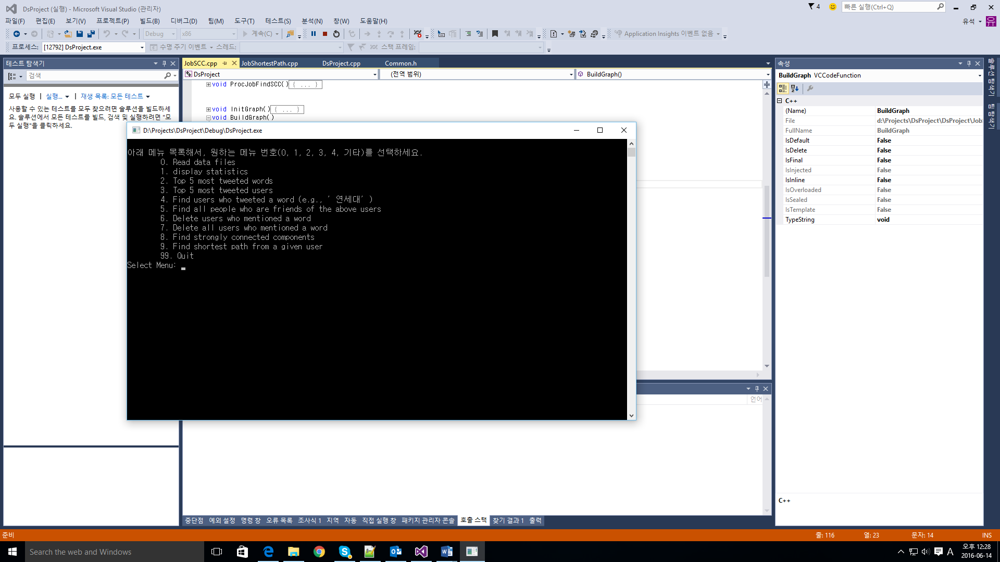 DsProject (실행) - Microsoft Visual Studio (관리자)
4
빠른 실행(Ctrl+Q)
파일(F) 편집(E) 보기(V) 프로젝트(P) 빌드(B) 디버그(D) 팀(M) 도구(T) 테스트(S) 분석(N) 창(W) 도움말(H)
유석
Debug x86 계속(C) Application Insights 이벤트 없음
프로세스: [12792] DsProject.exe 수명 주기 이벤트 스레드: 스택 프레임:
테스트 탐색기
검색
모두 실행 | 실행... | 재생 목록: 모든 테스트
사용할 수 있는 테스트를 모두 찾으려면 솔루션을 빌드하세
요. 솔루션에서 모든 테스트를 빌드, 검색 및 실행하려면 "모
두 실행"을 클릭하세요.
JobSCC.cpp JobShortestPath.cpp DsProject.cpp Common.h
DsProject (전역 범위) BuildGraph()
void ProcJobFindSCC(){ ... }
void InitGraph(){ ... }
void BuildGraph()
D:\Projects\DsProject\Debug\DsProject.exe
아래 메뉴 목록해서, 원하는 메뉴 번호(0, 1, 2, 3, 4, 기타)를 선택하세요.
0. Read data files
1. display statistics
2. Top 5 most tweeted words
3. Top 5 most tweeted users
4. Find users who tweeted a word (e.g., ’연세대’)
5. Find all people who are friends of the above users
6. Delete users who mentioned a word
7. Delete all users who mentioned a word
8. Find strongly connected components
9. Find shortest path from a given user
99. Quit
Select Menu:
언어
중단점 예외 설정 명령 창 오류 목록 조사식 1 지역 자동 직접 실행 창 패키지 관리자 콘솔 호출 스택 찾기 결과 1 출력
속성
BuildGraph VCCodeFunction
C++
(Name) BuildGraph
File d:\Projects\DsProject\DsProject\Job
FullName BuildGraph
IsDefault False
IsDelete False
IsFinal False
IsInjected False
IsInline False
IsOverloaded False
IsSealed False
IsTemplate False
TypeString void
C++
솔루션 탐색기
팀 탐색기
준비
줄: 116 열: 23 문자: 14 INS
Search the web and Windows
A
오후 12:28
2016-06-14